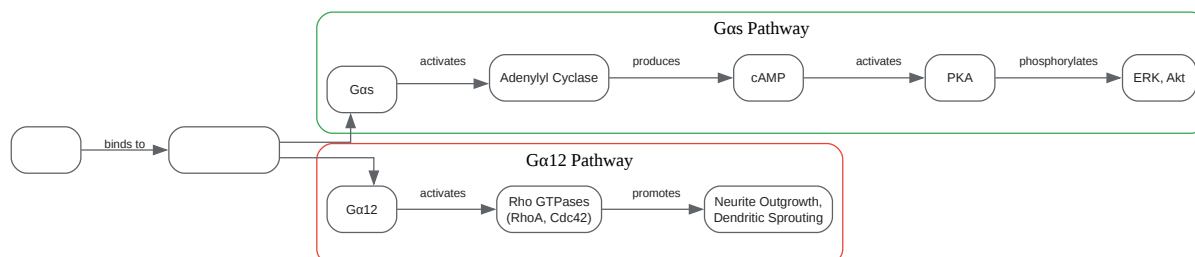 Gαs Pathway
activates
produces
activates
phosphorylates
Gαs
Adenylyl Cyclase
cAMP
PKA
ERK, Akt
binds to
Gα12 Pathway
activates
promotes
Gα12
Rho GTPases
(RhoA, Cdc42)
Neurite Outgrowth,
Dendritic Sprouting